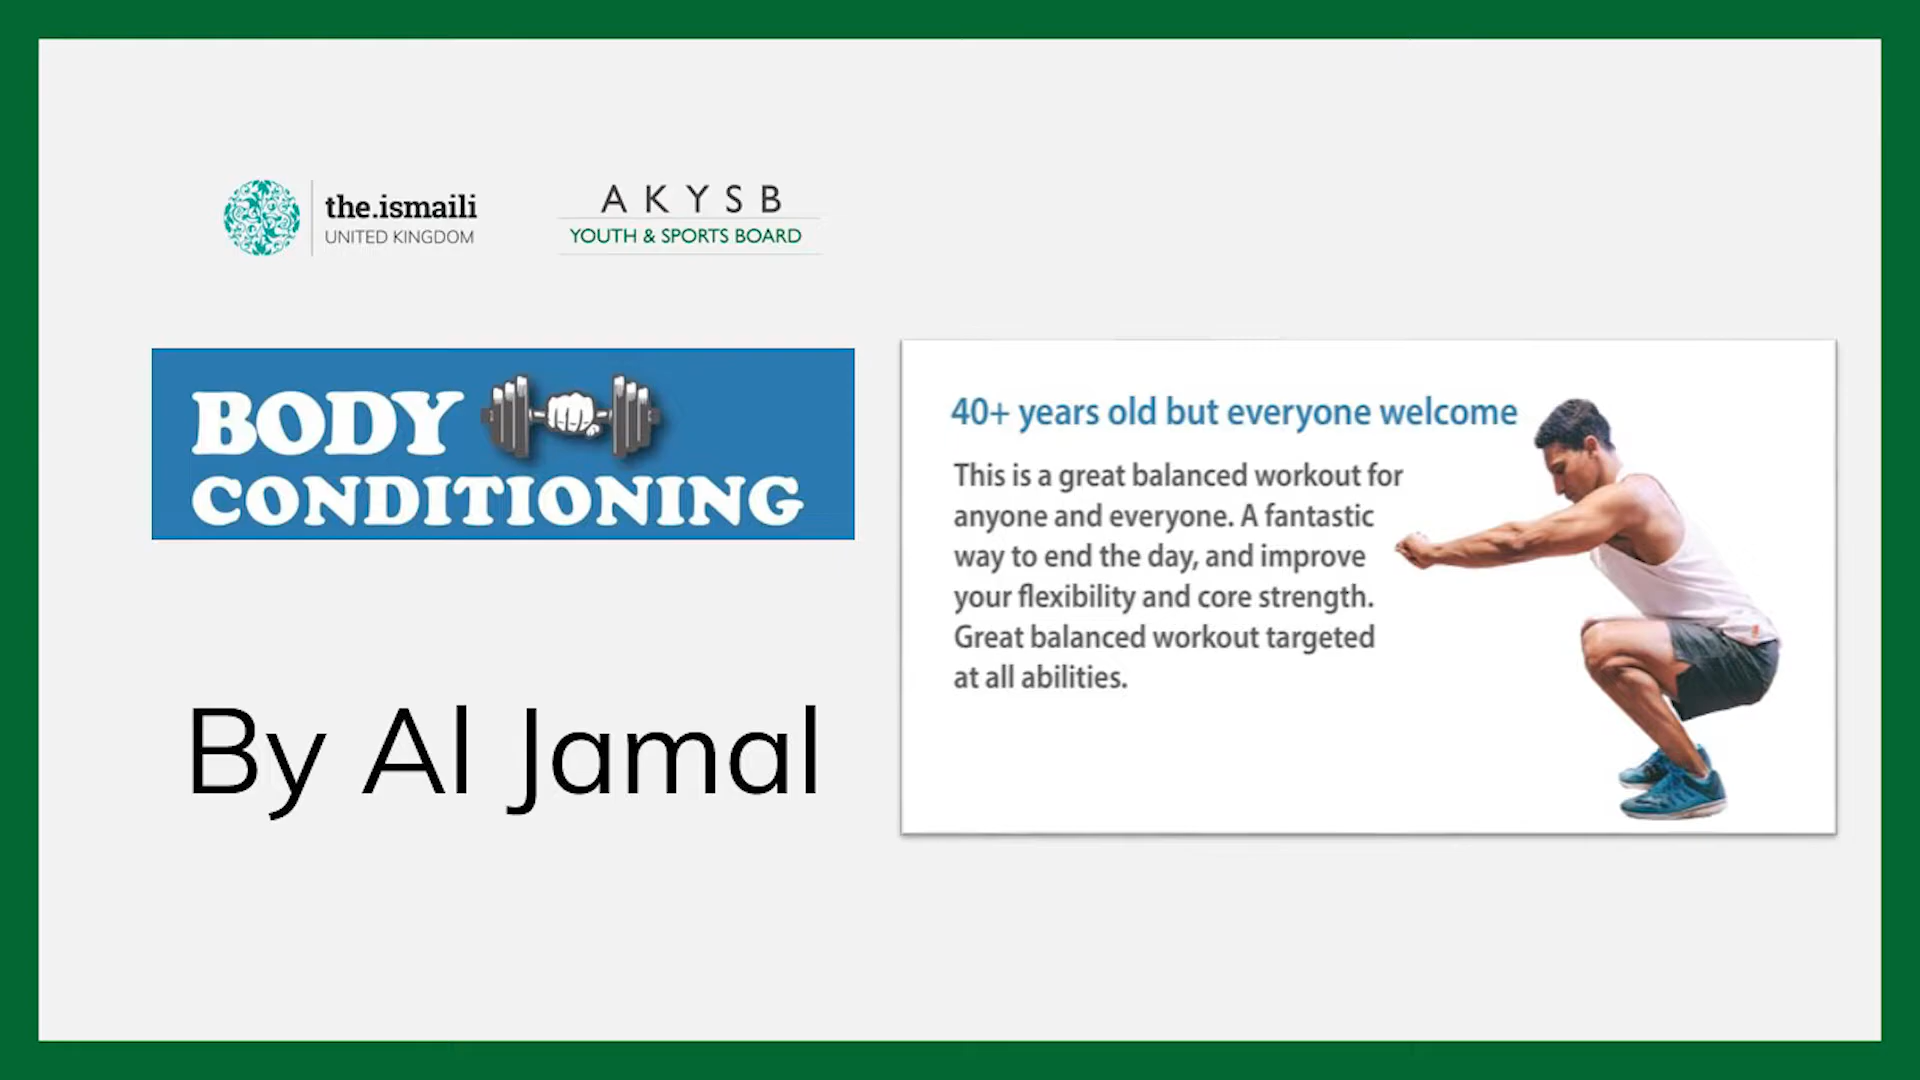 the.ismaili
UNITED KINGDOM
AKYSB
YOUTH & SPORTS BOARD
BODY
CONDITIONING
By Al Jamal
40+ years old but everyone welcome
This is a great balanced workout for
anyone and everyone. A fantastic
way to end the day, and improve
your flexibility and core strength.
Great balanced workout targeted
at all abilities.